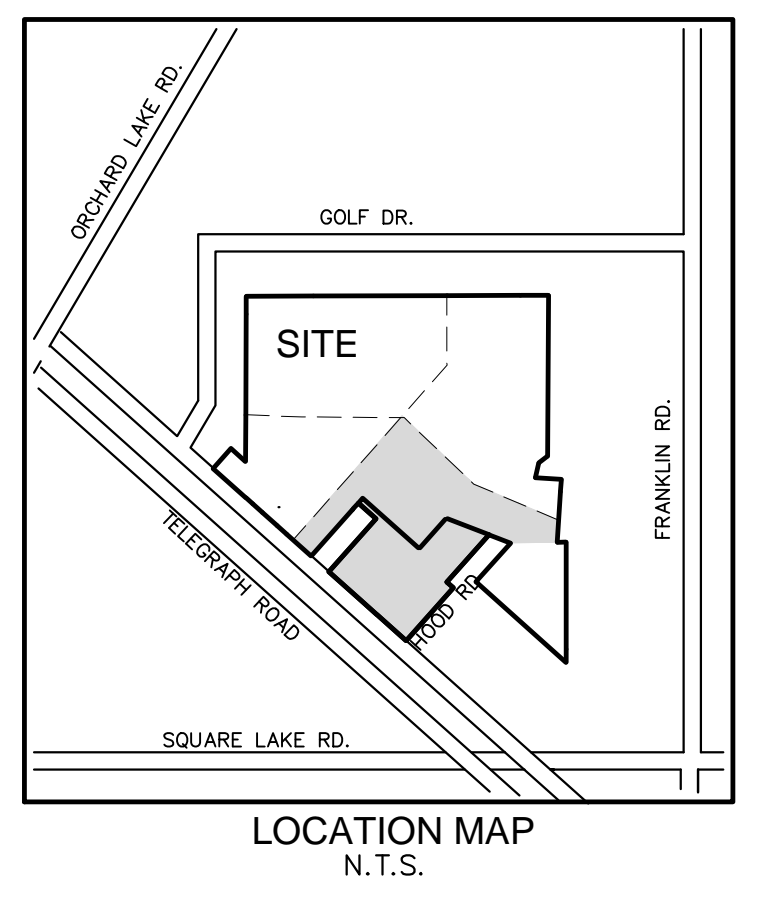 ORCHARD LAKE RD.
GOLF DR.
SITE
FRANKLIN RD.
TELEGRAPH ROAD
HOOD RD
SQUARE LAKE RD.
LOCATION MAP
N.T.S.